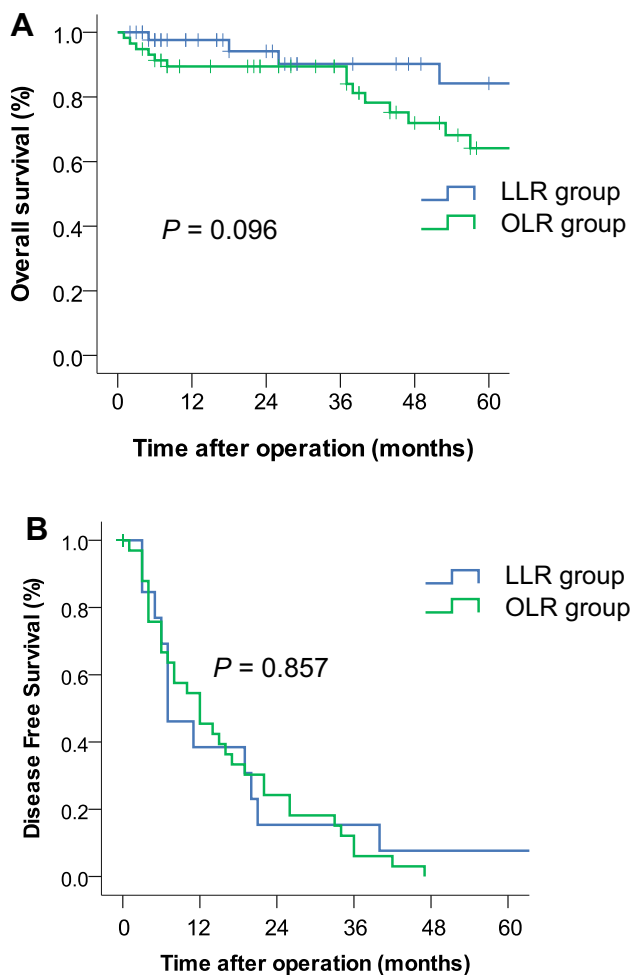 A
Overall survival (%)
1.0
0.8
0.6
0.4
0.2
0.0
P = 0.096
LLR group
OLR group
0 12 24 36 48 60
Time after operation (months)
B
Disease Free Survival (%)
1.0
0.8
0.6
0.4
0.2
0.0
P = 0.857
LLR group
OLR group
0 12 24 36 48 60
Time after operation (months)